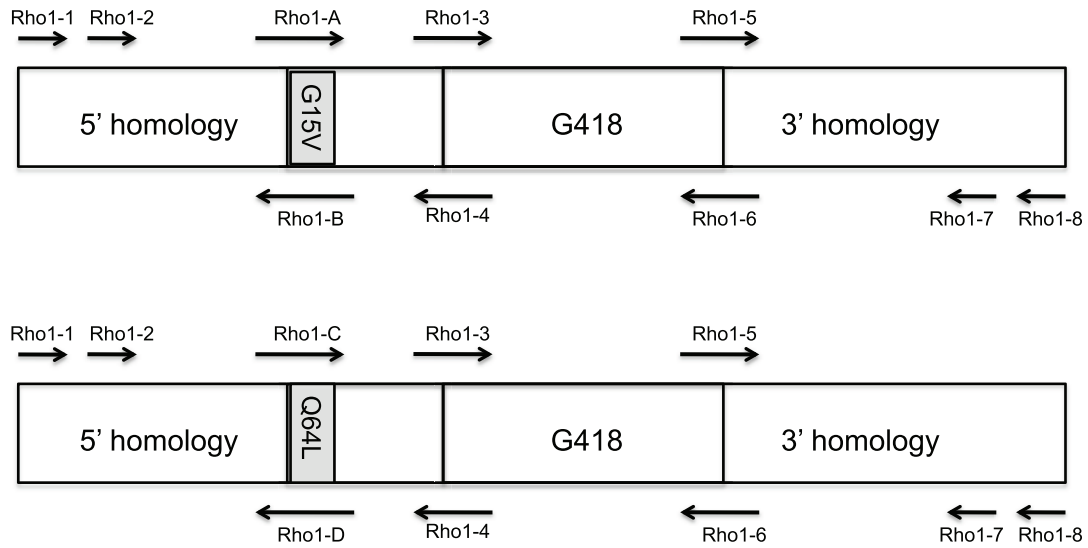 Rho1-1 Rho1-2 Rho1-A Rho1-3 Rho1-5
5’ homology G15V G418 3’ homology
Rho1-B Rho1-4 Rho1-6 Rho1-7 Rho1-8
Rho1-1 Rho1-2 Rho1-C Rho1-3 Rho1-5
5’ homology Q64L G418 3’ homology
Rho1-D Rho1-4 Rho1-6 Rho1-7 Rho1-8